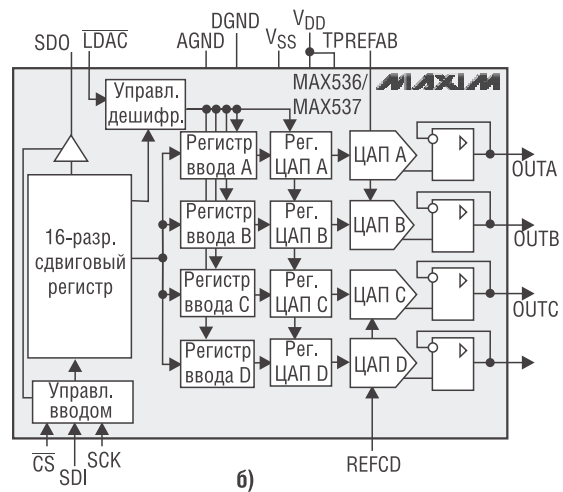 DGND
V_DD
SDO
LDAC
AGND
V_SS
TPREFAB
Управл.
дешифр.
MAX536/
MAX537
MAXIM
Регистр
ввода A
Рег.
ЦАП A
ЦАП A
OUTA
16-разр.
сдвиговый
регистр
Регистр
ввода B
Рег.
ЦАП B
ЦАП B
OUTB
Регистр
ввода C
Рег.
ЦАП C
ЦАП C
OUTC
Регистр
ввода D
Рег.
ЦАП D
ЦАП D
Управл.
вводом
CS
SDI
SCK
REFCD
б)